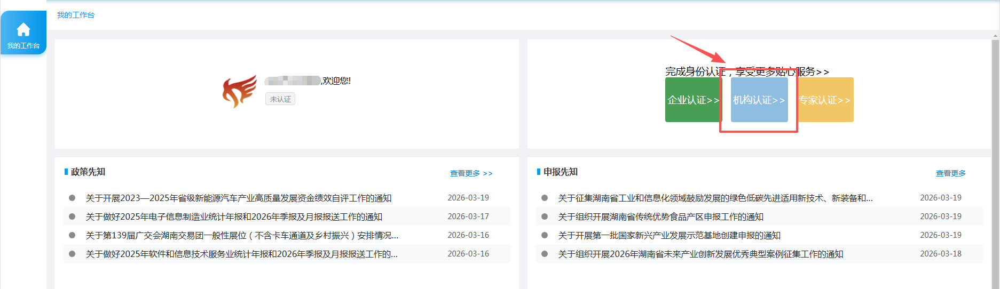 我的工作台
我的工作台
,欢迎您!
未认证
完成身份认证，享受更多贴心服务>>
企业认证>>
机构认证>>
专家认证>>
政策先知
查看更多 >>
关于开展2023—2025年省级新能源汽车产业高质量发展资金绩效自评工作的通知 2026-03-19
关于做好2025年电子信息制造业统计年报和2026年季报及月报报送工作的通知 2026-03-17
关于第139届广交会湖南交易团一般性展位（不含卡车通道及乡村振兴）安排情况... 2026-03-16
关于做好2025年软件和信息技术服务业统计年报和2026年季报及月报报送工作的... 2026-03-16
申报先知
查看更多
关于征集湖南省工业和信息化领域鼓励发展的绿色低碳先进适用新技术、新装备和... 2026-03-19
关于组织开展湖南省传统优势食品产区申报工作的通知 2026-03-19
关于开展第一批国家新兴产业发展示范基地创建申报的通知 2026-03-19
关于组织开展2026年湖南省未来产业创新发展优秀典型案例征集工作的通知 2026-03-18